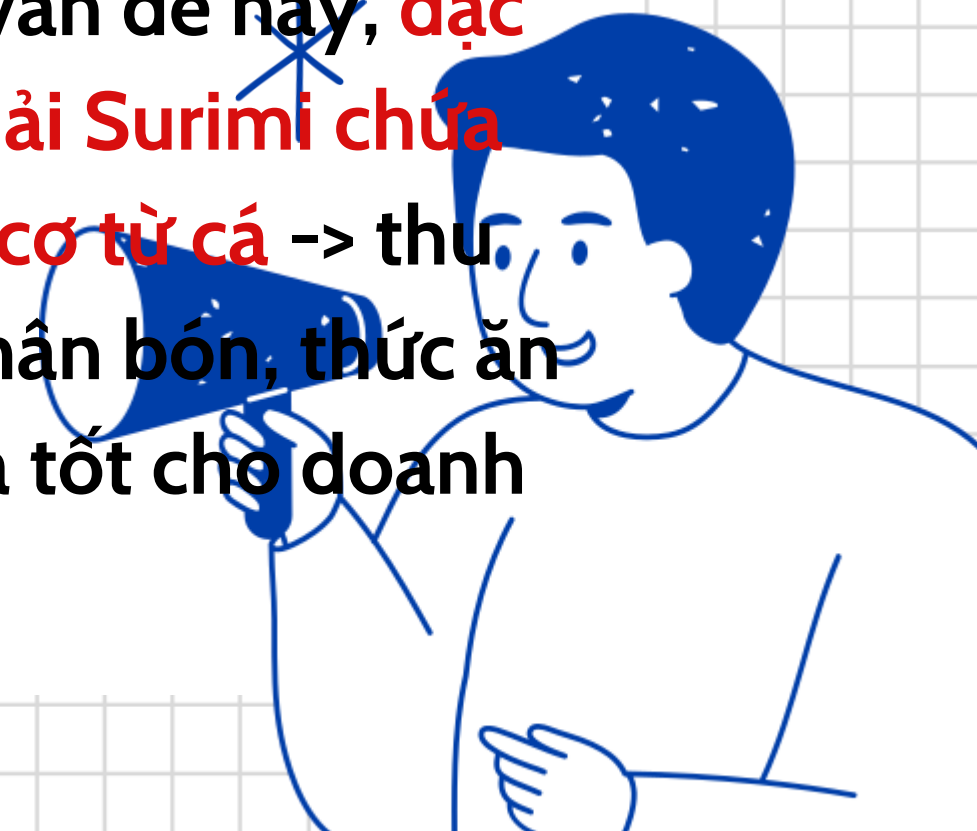 vấn đề này, đặc
ải Surimi chứa
cơ từ cá -> thu
hân bón, thức ăn
tốt cho doanh